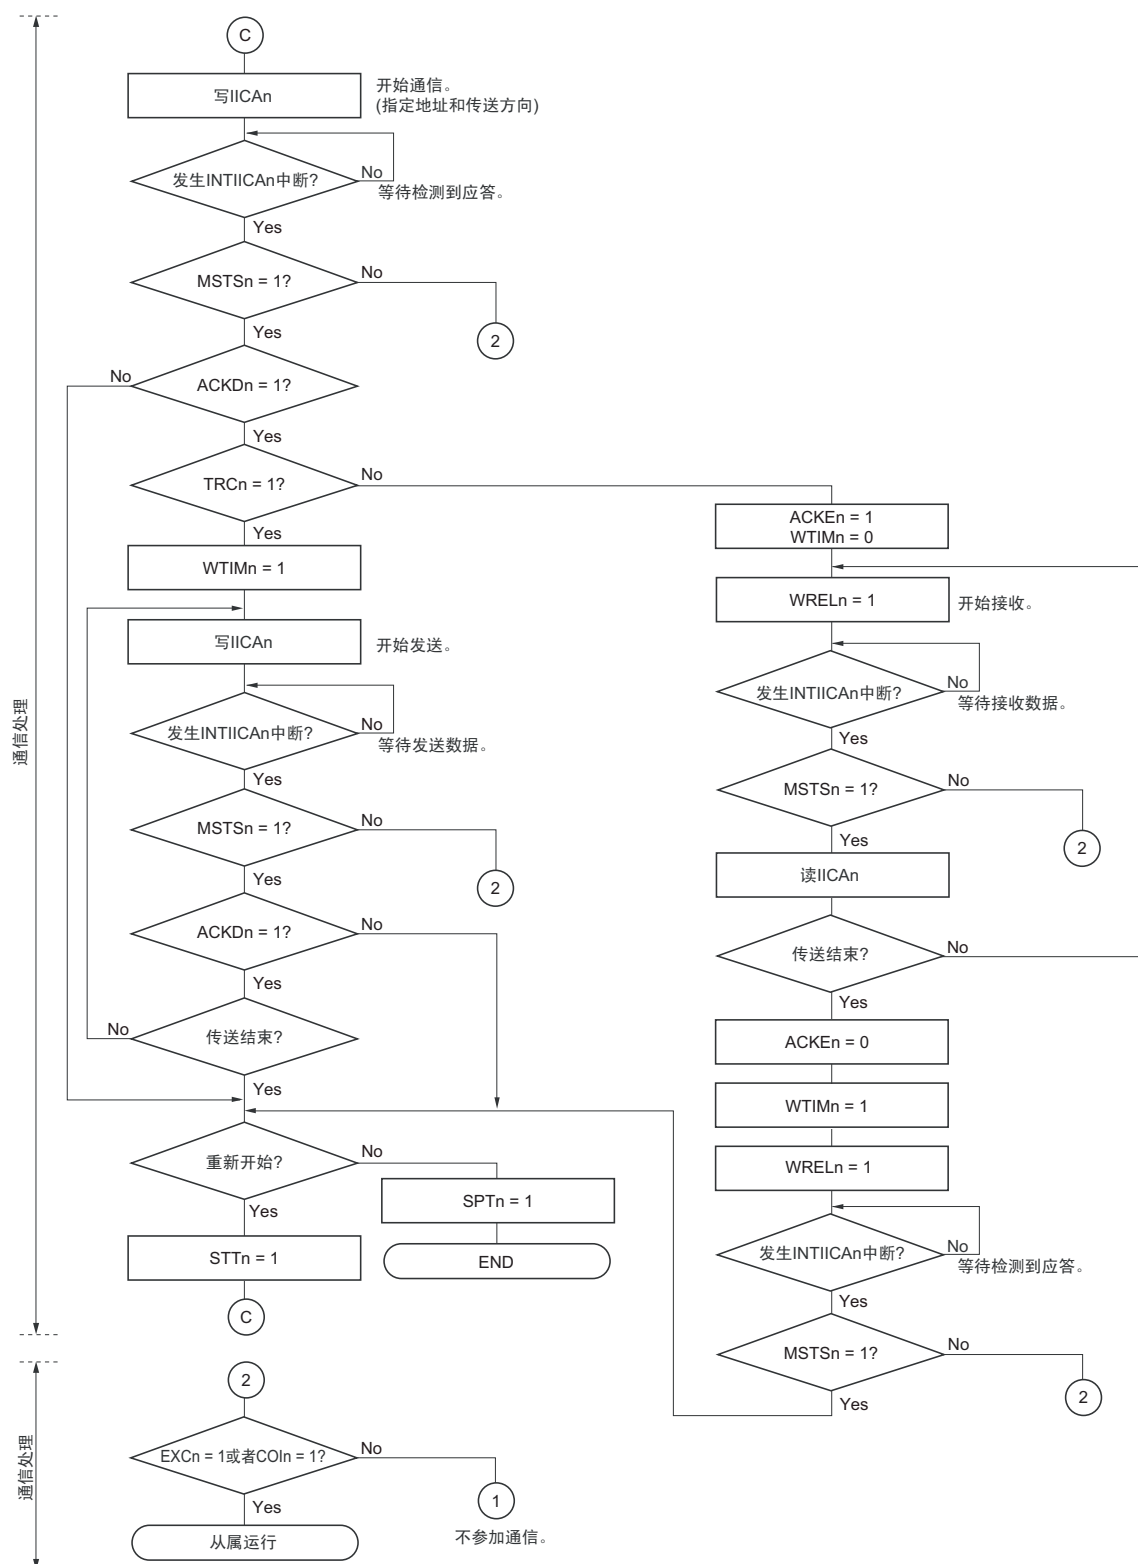 C
写IICAn
开始通信。
(指定地址和传送方向)
发生INTIICAn中断?
No
等待检测到应答。
Yes
MSTSn = 1?
No
2
Yes
No
ACKDn = 1?
Yes
TRCn = 1?
No
Yes
WTIMn = 1
写IICAn
开始发送。
发生INTIICAn中断?
No
等待发送数据。
Yes
MSTSn = 1?
No
2
Yes
ACKDn = 1?
No
Yes
No
传送结束?
Yes
重新开始?
No
Yes
SPTn = 1
END
STTn = 1
C
ACKEn = 1
WTIMn = 0
WRELn = 1
开始接收。
发生INTIICAn中断?
No
等待接收数据。
Yes
MSTSn = 1?
No
2
Yes
读IICAn
传送结束?
No
Yes
ACKEn = 0
WTIMn = 1
WRELn = 1
发生INTIICAn中断?
No
等待检测到应答。
Yes
MSTSn = 1?
No
2
Yes
通信处理
2
EXCn = 1或者COIn = 1?
No
1
不参加通信。
Yes
从属运行
通信处理